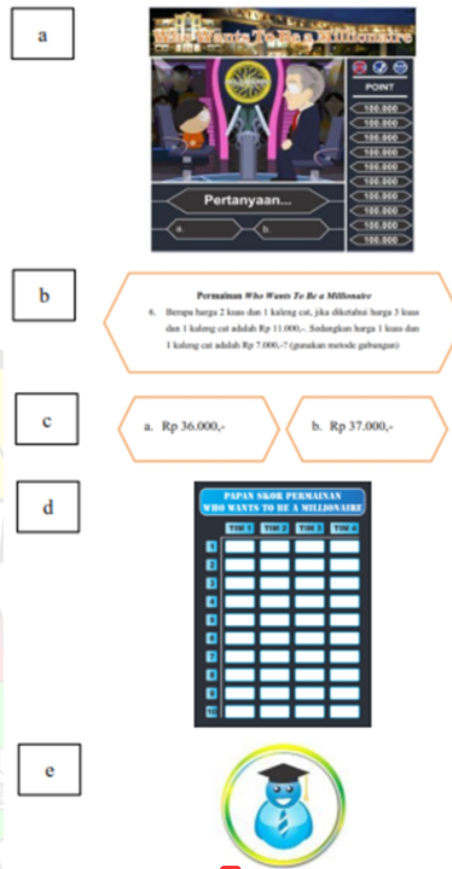 a
Who Wants To Be a Millionaire
POINT
100.000
100.000
100.000
100.000
100.000
100.000
100.000
100.000
100.000
100.000
Pertanyaan...
a.
b.
b
Permainan Who Wants To Be a Millionaire
6. Berapa harga 2 kuas dan 1 kaleng cat, jika diketahui harga 3 kuas
dan 1 kaleng cat adalah Rp 11.000,-. Sedangkan harga 1 kuas dan
1 kaleng cat adalah Rp 7.000,-? (gunakan metode gabungan)
c
a. Rp 36.000,-
b. Rp 37.000,-
d
PAPAN SKOR PERMAINAN
WHO WANTS TO BE A MILLIONAIRE
TIM 1 TIM 2 TIM 3 TIM 4
1
2
3
4
5
6
7
8
9
10
e